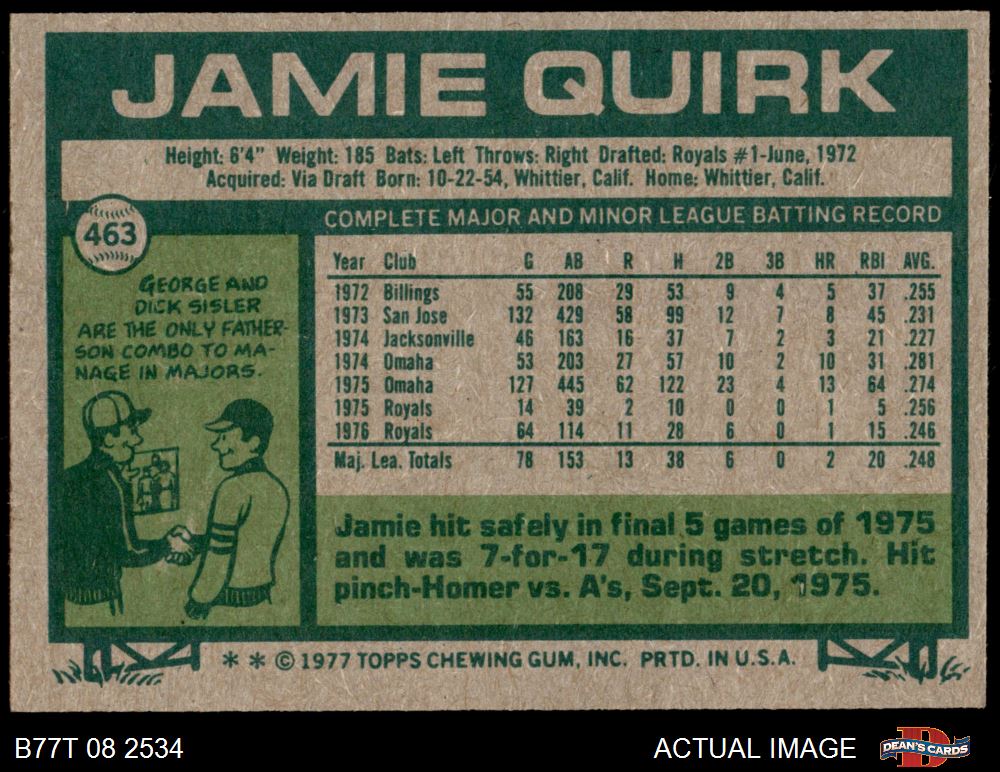 JAMIE QUIRK
Height: 6'4" Weight: 185 Bats: Left Throws: Right Drafted: Royals #1-June, 1972
Acquired: Via Draft Born: 10-22-54, Whittier, Calif. Home: Whittier, Calif.
463
GEORGE AND
DICK SISLER
ARE THE ONLY FATHER-
SON COMBO TO MA-
NAGE IN MAJORS.
COMPLETE MAJOR AND MINOR LEAGUE BATTING RECORD
Year Club G AB R H 2B 3B HR RBI AVG.
1972 Billings 55 208 29 53 9 4 5 37 .255
1973 San Jose 132 429 58 99 12 7 8 45 .231
1974 Jacksonville 46 163 16 37 7 2 3 21 .227
1974 Omaha 53 203 27 57 10 2 10 31 .281
1975 Omaha 127 445 62 122 23 4 13 64 .274
1975 Royals 14 39 2 10 0 0 1 5 .256
1976 Royals 64 114 11 28 6 0 1 15 .246
Maj. Lea. Totals 78 153 13 38 6 0 2 20 .248
Jamie hit safely in final 5 games of 1975
and was 7-for-17 during stretch. Hit
pinch-Homer vs. A's, Sept. 20, 1975.
* * © 1977 TOPPS CHEWING GUM, INC. PRTD. IN U.S.A.
B77T 08 2534
ACTUAL IMAGE
D
DEAN'S CARDS